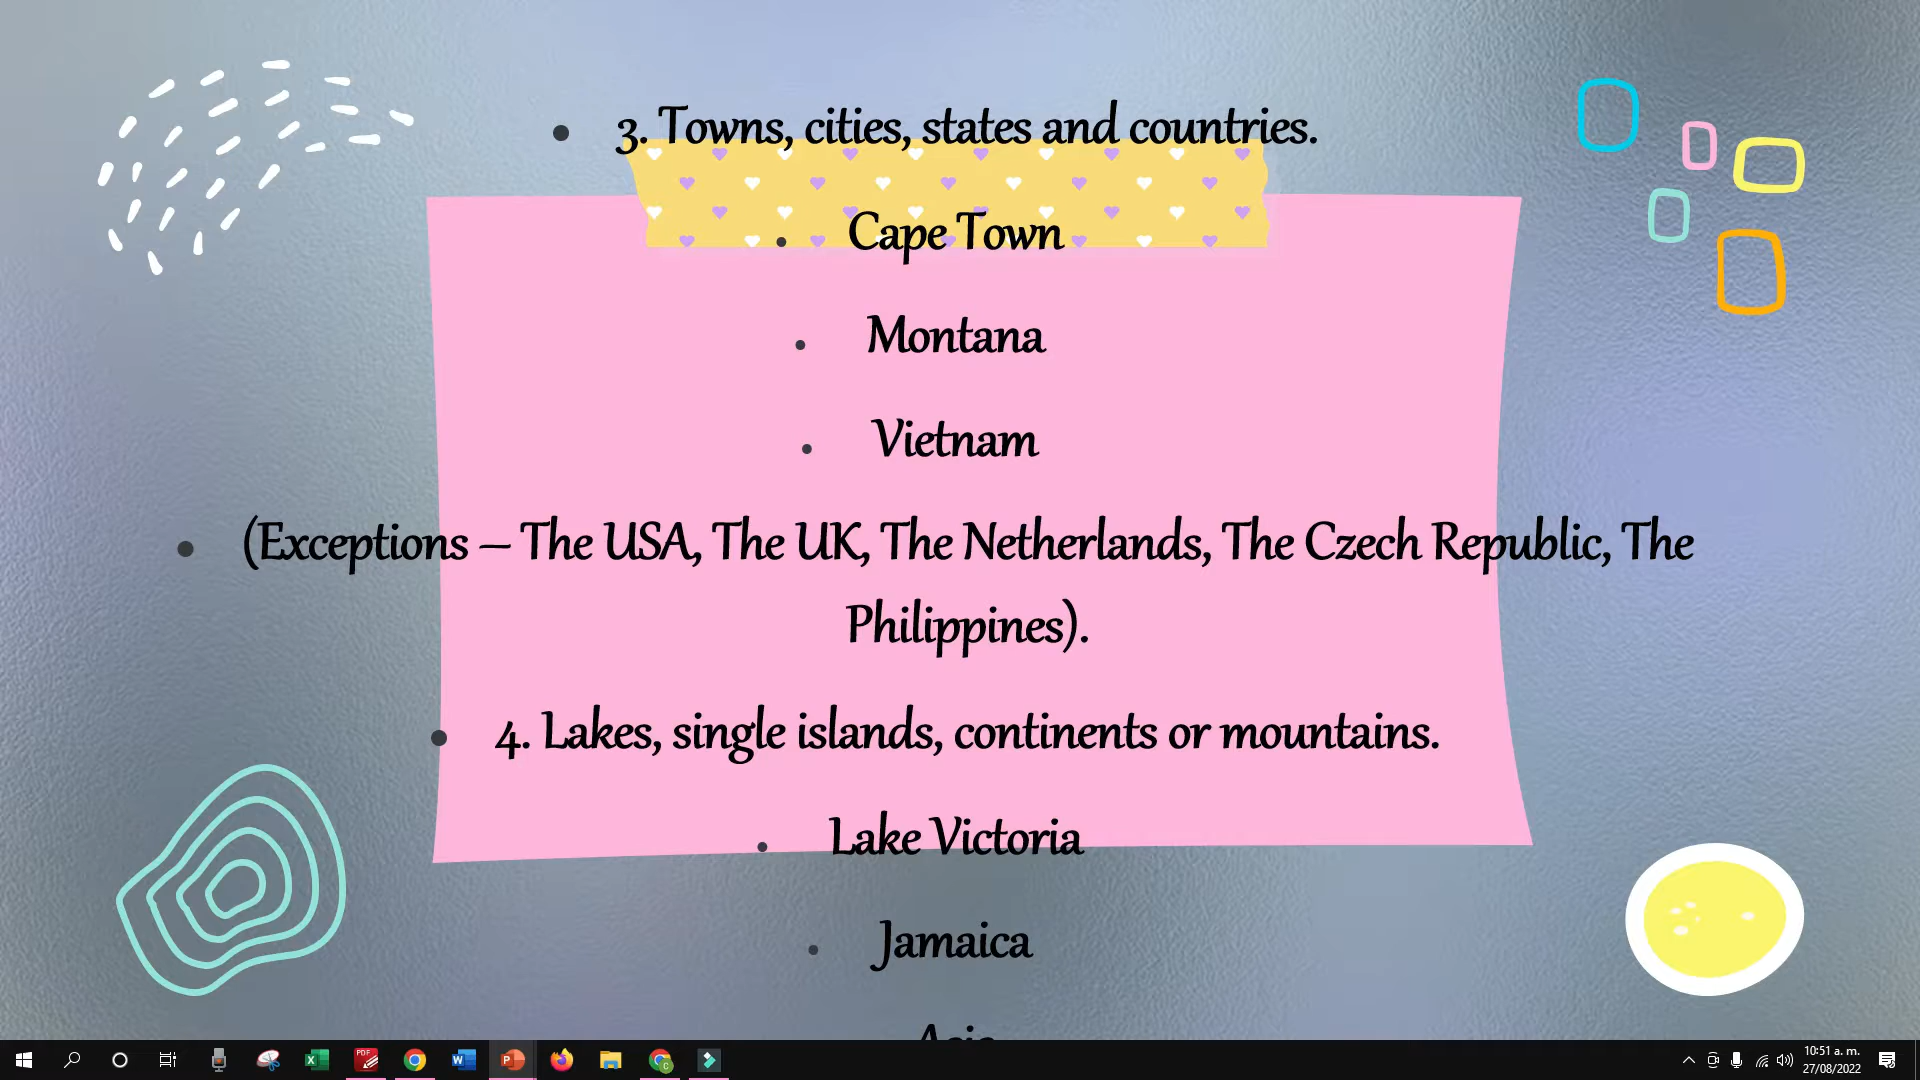 3. Towns, cities, states and countries.
Cape Town
Montana
Vietnam
(Exceptions – The USA, The UK, The Netherlands, The Czech Republic, The
Philippines).
4. Lakes, single islands, continents or mountains.
Lake Victoria
Jamaica
Asia
10:51 a. m.
27/08/2022